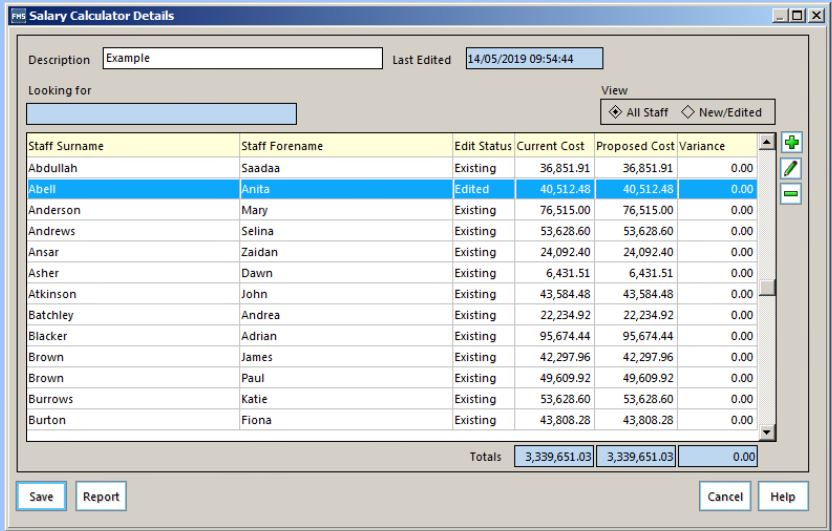 FMS Salary Calculator Details
Description Example Last Edited 14/05/2019 09:54:44
Looking for View
All Staff New/Edited
Staff Surname Staff Forename Edit Status Current Cost Proposed Cost Variance
Abdullah Saadaa Existing 36,851.91 36,851.91 0.00
Abell Anita Edited 40,512.48 40,512.48 0.00
Anderson Mary Existing 76,515.00 76,515.00 0.00
Andrews Selina Existing 53,628.60 53,628.60 0.00
Ansar Zaidan Existing 24,092.40 24,092.40 0.00
Asher Dawn Existing 6,431.51 6,431.51 0.00
Atkinson John Existing 43,584.48 43,584.48 0.00
Batchley Andrea Existing 22,234.92 22,234.92 0.00
Blacker Adrian Existing 95,674.44 95,674.44 0.00
Brown James Existing 42,297.96 42,297.96 0.00
Brown Paul Existing 49,609.92 49,609.92 0.00
Burrows Katie Existing 53,628.60 53,628.60 0.00
Burton Fiona Existing 43,808.28 43,808.28 0.00
Totals 3,339,651.03 3,339,651.03 0.00
Save Report Cancel Help